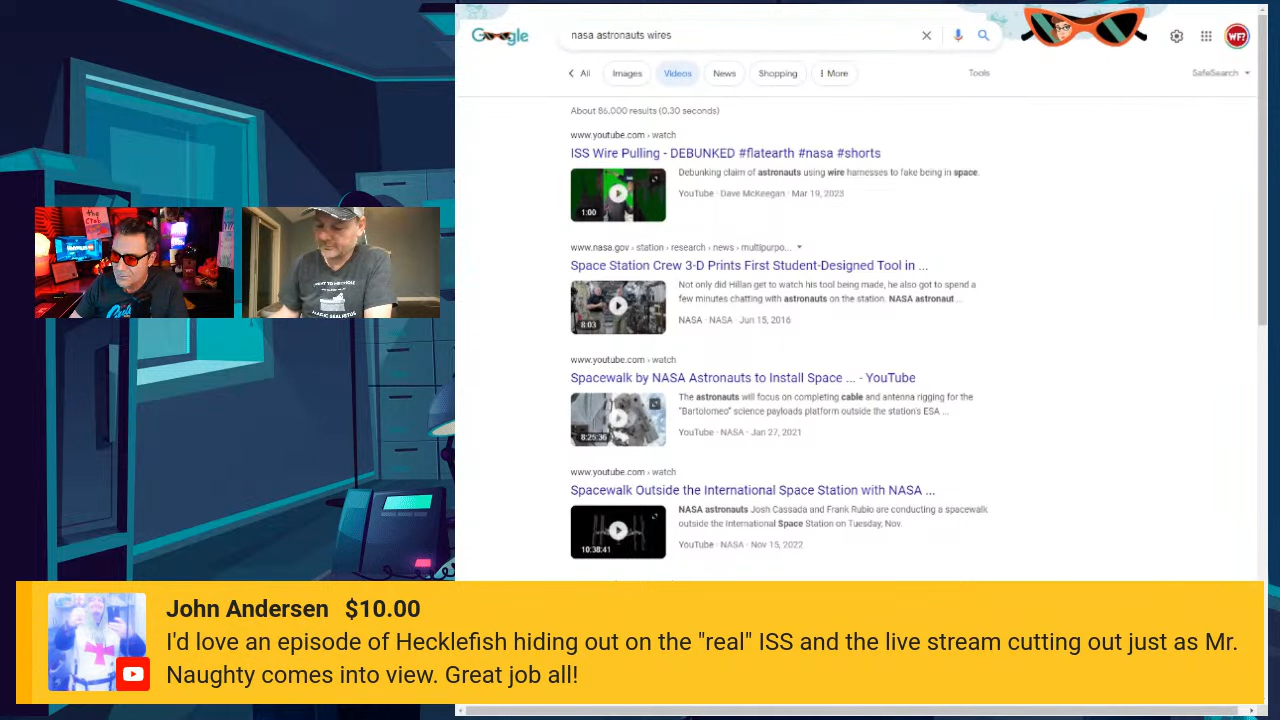 Google
nasa astronauts wires
WF?
All
Images
Videos
News
Shopping
More
Tools
SafeSearch
About 86,000 results (0.30 seconds)
www.youtube.com › watch
ISS Wire Pulling - DEBUNKED #flatearth #nasa #shorts
Debunking claim of astronauts using wire harnesses to fake being in space.
YouTube · Dave McKeegan · Mar 19, 2023
1:00
www.nasa.gov › station › research › news › multipurpo...
Space Station Crew 3-D Prints First Student-Designed Tool in ...
Not only did Hillan get to watch his tool being made, he also got to spend a
few minutes chatting with astronauts on the station. NASA astronaut ...
NASA · NASA · Jun 15, 2016
8:03
www.youtube.com › watch
Spacewalk by NASA Astronauts to Install Space ... - YouTube
The astronauts will focus on completing cable and antenna rigging for the
"Bartolomeo" science payloads platform outside the station's ESA ...
YouTube · NASA · Jan 27, 2021
8:25:36
www.youtube.com › watch
Spacewalk Outside the International Space Station with NASA ...
NASA astronauts Josh Cassada and Frank Rubio are conducting a spacewalk
outside the International Space Station on Tuesday, Nov.
YouTube · NASA · Nov 15, 2022
10:38:41
the
John Andersen $10.00
I'd love an episode of Hecklefish hiding out on the "real" ISS and the live stream cutting out just as Mr.
Naughty comes into view. Great job all!